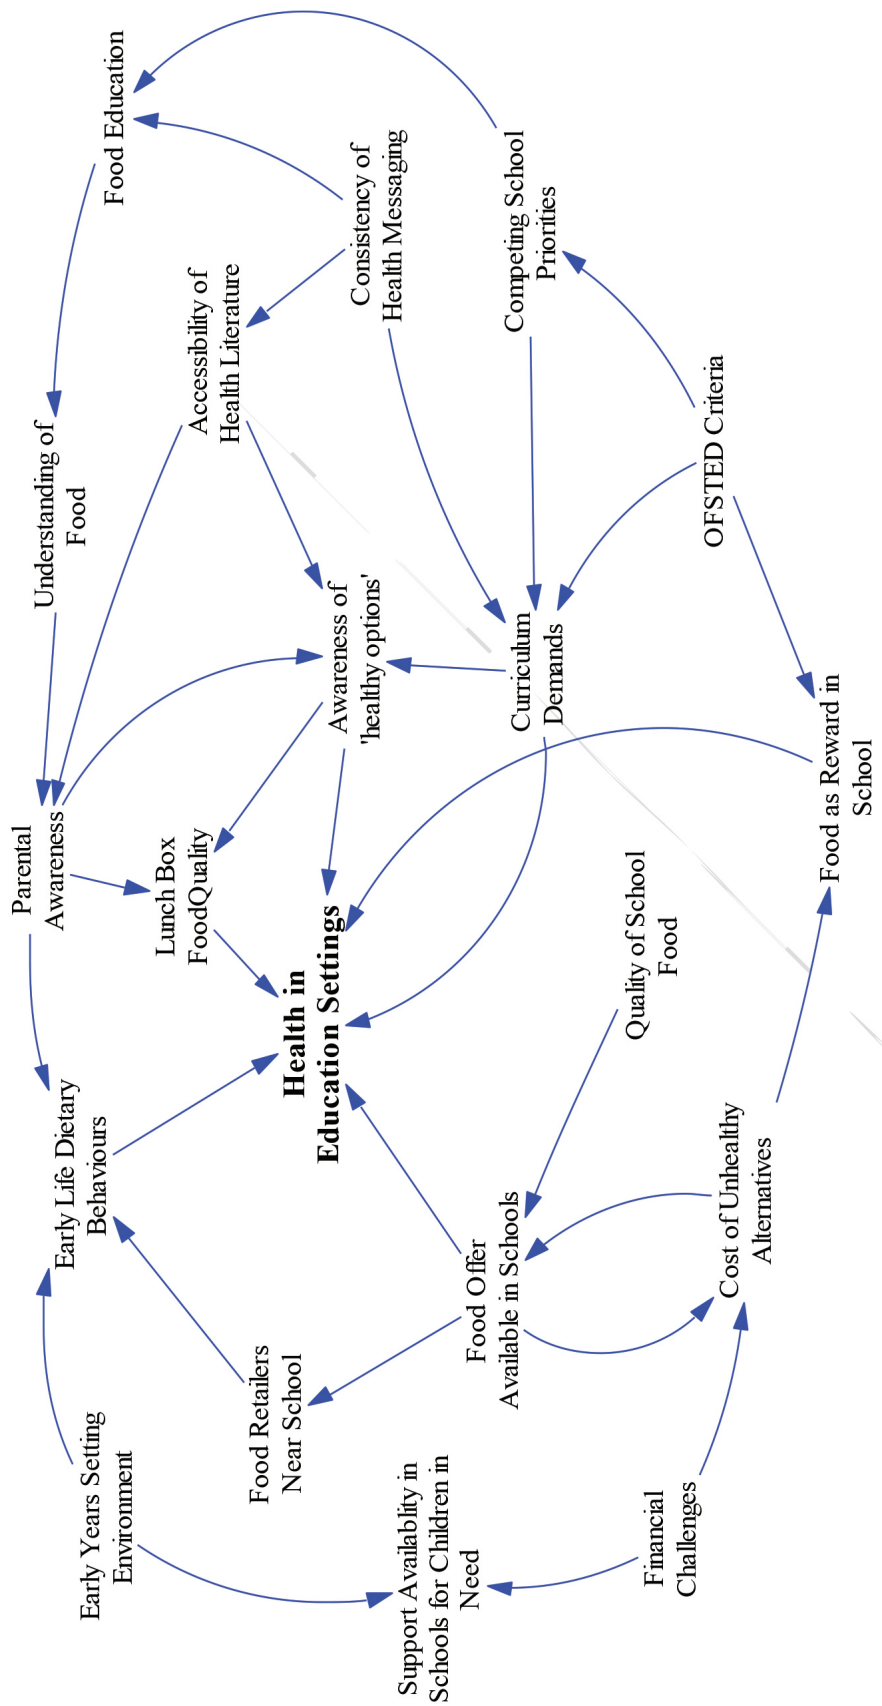 Parental
Awareness
Understanding of
Food
Early Life Dietary
Behaviours
Early Years Setting
Environment
Food Education
Lunch Box
FoodQuality
Accessibility of
Health Literature
Food Retailers
Near School
Health in
Education Settings
Awareness of
'healthy options'
Consistency of
Health Messaging
Support Availablity in
Schools for Children in
Need
Food Offer
Available in Schools
Curriculum
Demands
Competing School
Priorities
Quality of School
Food
Financial
Challenges
OFSTED Criteria
Cost of Unhealthy
Alternatives
Food as Reward in
School